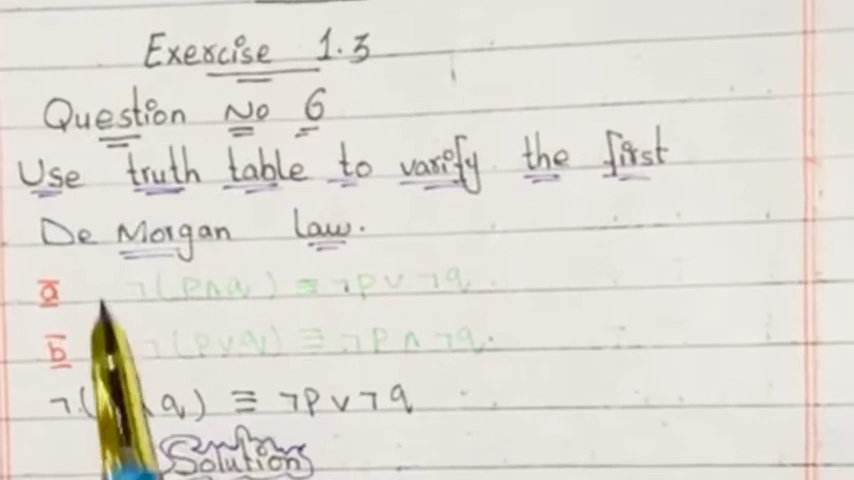 Exercise 1.3
Question No 6
Use truth table to varify the first
De Morgan law.
a ¬(p∧q) ≡ ¬p∨¬q.
b ¬(p∨q) ≡ ¬p∧¬q.
¬( ∧q) ≡ ¬p∨¬q
Solution